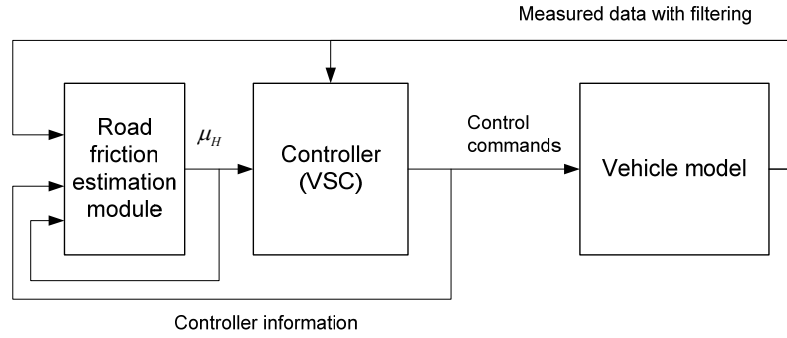 Measured data with filtering
Road
friction
estimation
module
μH
Controller
(VSC)
Control
commands
Vehicle model
Controller information